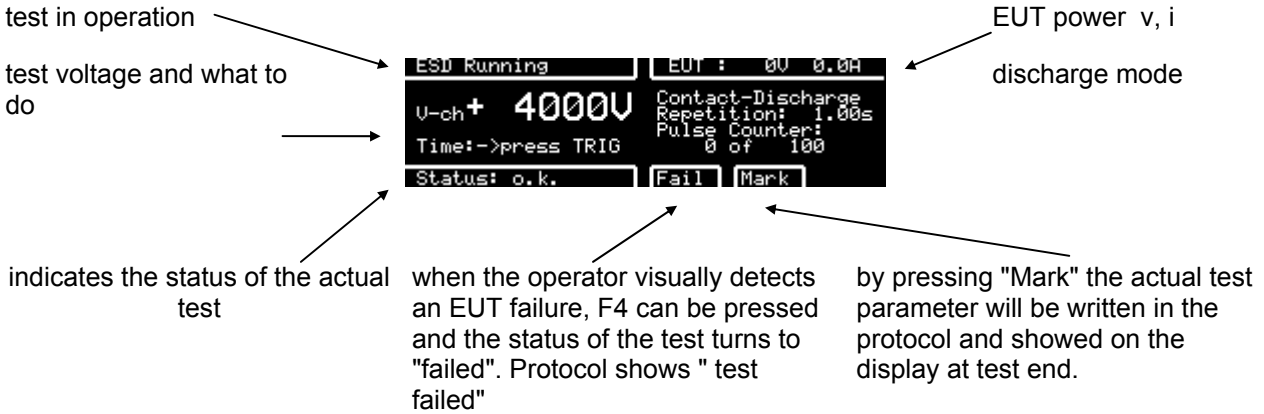 test in operation
EUT power v, i
test voltage and what to
do
discharge mode
ESD Running
EUT : 0V 0.0A
V-ch+ 4000V
Contact-Discharge
Repetition: 1.00s
Pulse Counter:
0 of 100
Time:->press TRIG
Status: o.k.
Fail
Mark
indicates the status of the actual
test
when the operator visually detects
an EUT failure, F4 can be pressed
and the status of the test turns to
"failed". Protocol shows " test
failed"
by pressing "Mark" the actual test
parameter will be written in the
protocol and showed on the
display at test end.